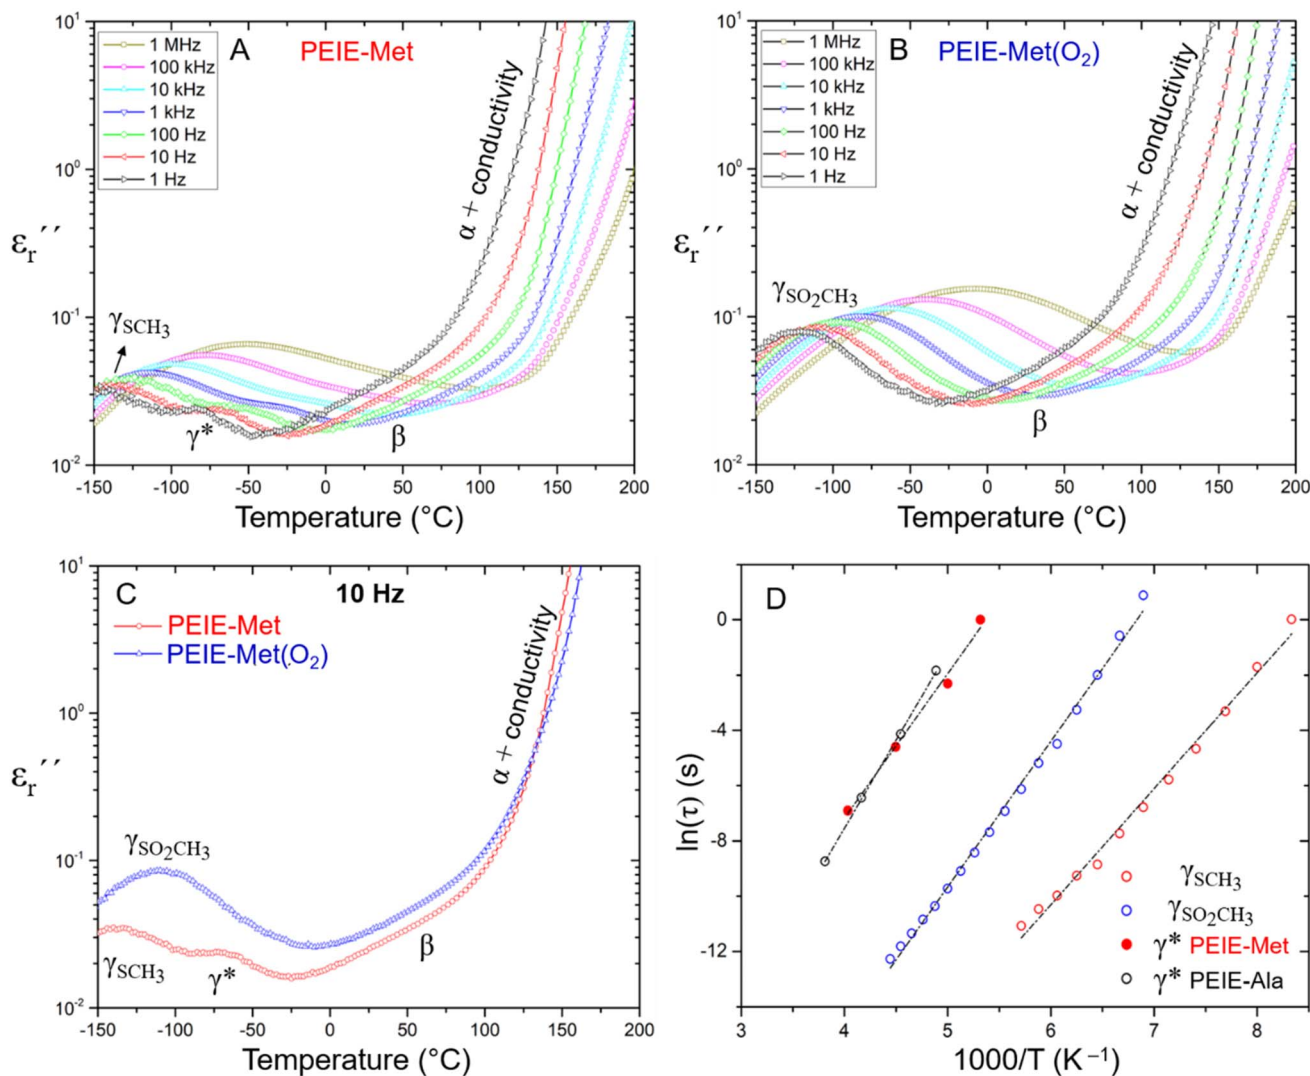 A PEIE-Met
1 MHz
100 kHz
10 kHz
1 kHz
100 Hz
10 Hz
1 Hz
α + conductivity
εr´´
γSCH3
γ*
β
10¹
10⁰
10⁻¹
10⁻²
-150 -100 -50 0 50 100 150 200
Temperature (°C)
B PEIE-Met(O₂)
1 MHz
100 kHz
10 kHz
1 kHz
100 Hz
10 Hz
1 Hz
α + conductivity
εr´´
γSO₂CH₃
β
10¹
10⁰
10⁻¹
10⁻²
-150 -100 -50 0 50 100 150 200
Temperature (°C)
C 10 Hz
PEIE-Met
PEIE-Met(O₂)
α + conductivity
εr´´
γSO₂CH₃
γSCH₃
γ*
β
10¹
10⁰
10⁻¹
10⁻²
-150 -100 -50 0 50 100 150 200
Temperature (°C)
D
ln(τ) (s)
0
-4
-8
-12
γSCH₃
γSO₂CH₃
γ* PEIE-Met
γ* PEIE-Ala
3 4 5 6 7 8
1000/T (K⁻¹)